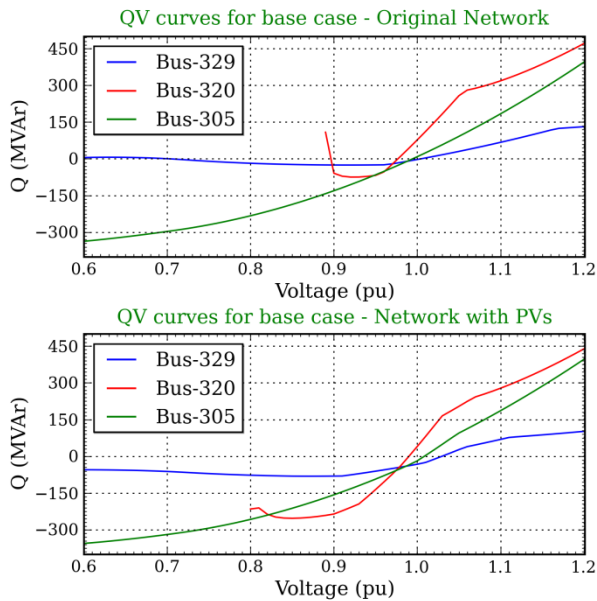 QV curves for base case - Original Network
450
300
150
0
−150
−300
Q (MVAr)
Bus-329
Bus-320
Bus-305
0.6 0.7 0.8 0.9 1.0 1.1 1.2
Voltage (pu)
QV curves for base case - Network with PVs
450
300
150
0
−150
−300
Q (MVAr)
Bus-329
Bus-320
Bus-305
0.6 0.7 0.8 0.9 1.0 1.1 1.2
Voltage (pu)